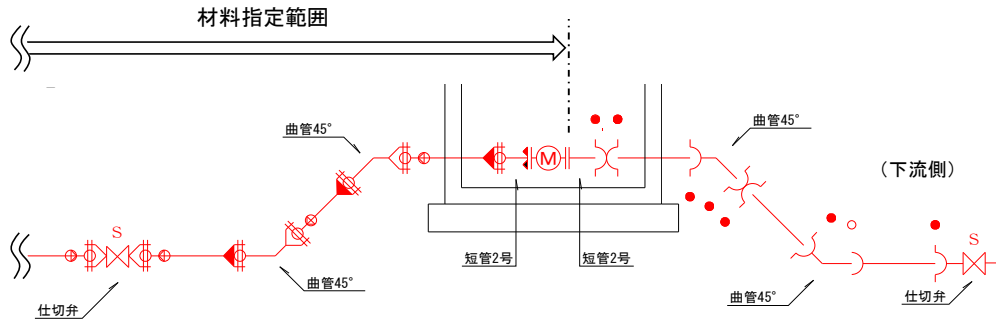 材料指定範囲
曲管45°
曲管45°
M
(下流側)
S
S
短管2号
短管2号
曲管45°
曲管45°
仕切弁
仕切弁